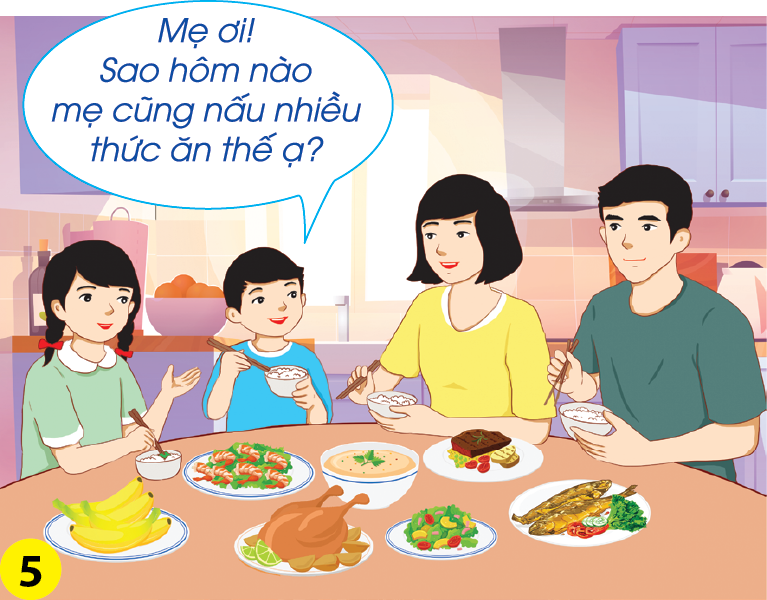 Mẹ ơi!
Sao hôm nào
mẹ cũng nấu nhiều
thức ăn thế ạ?
5